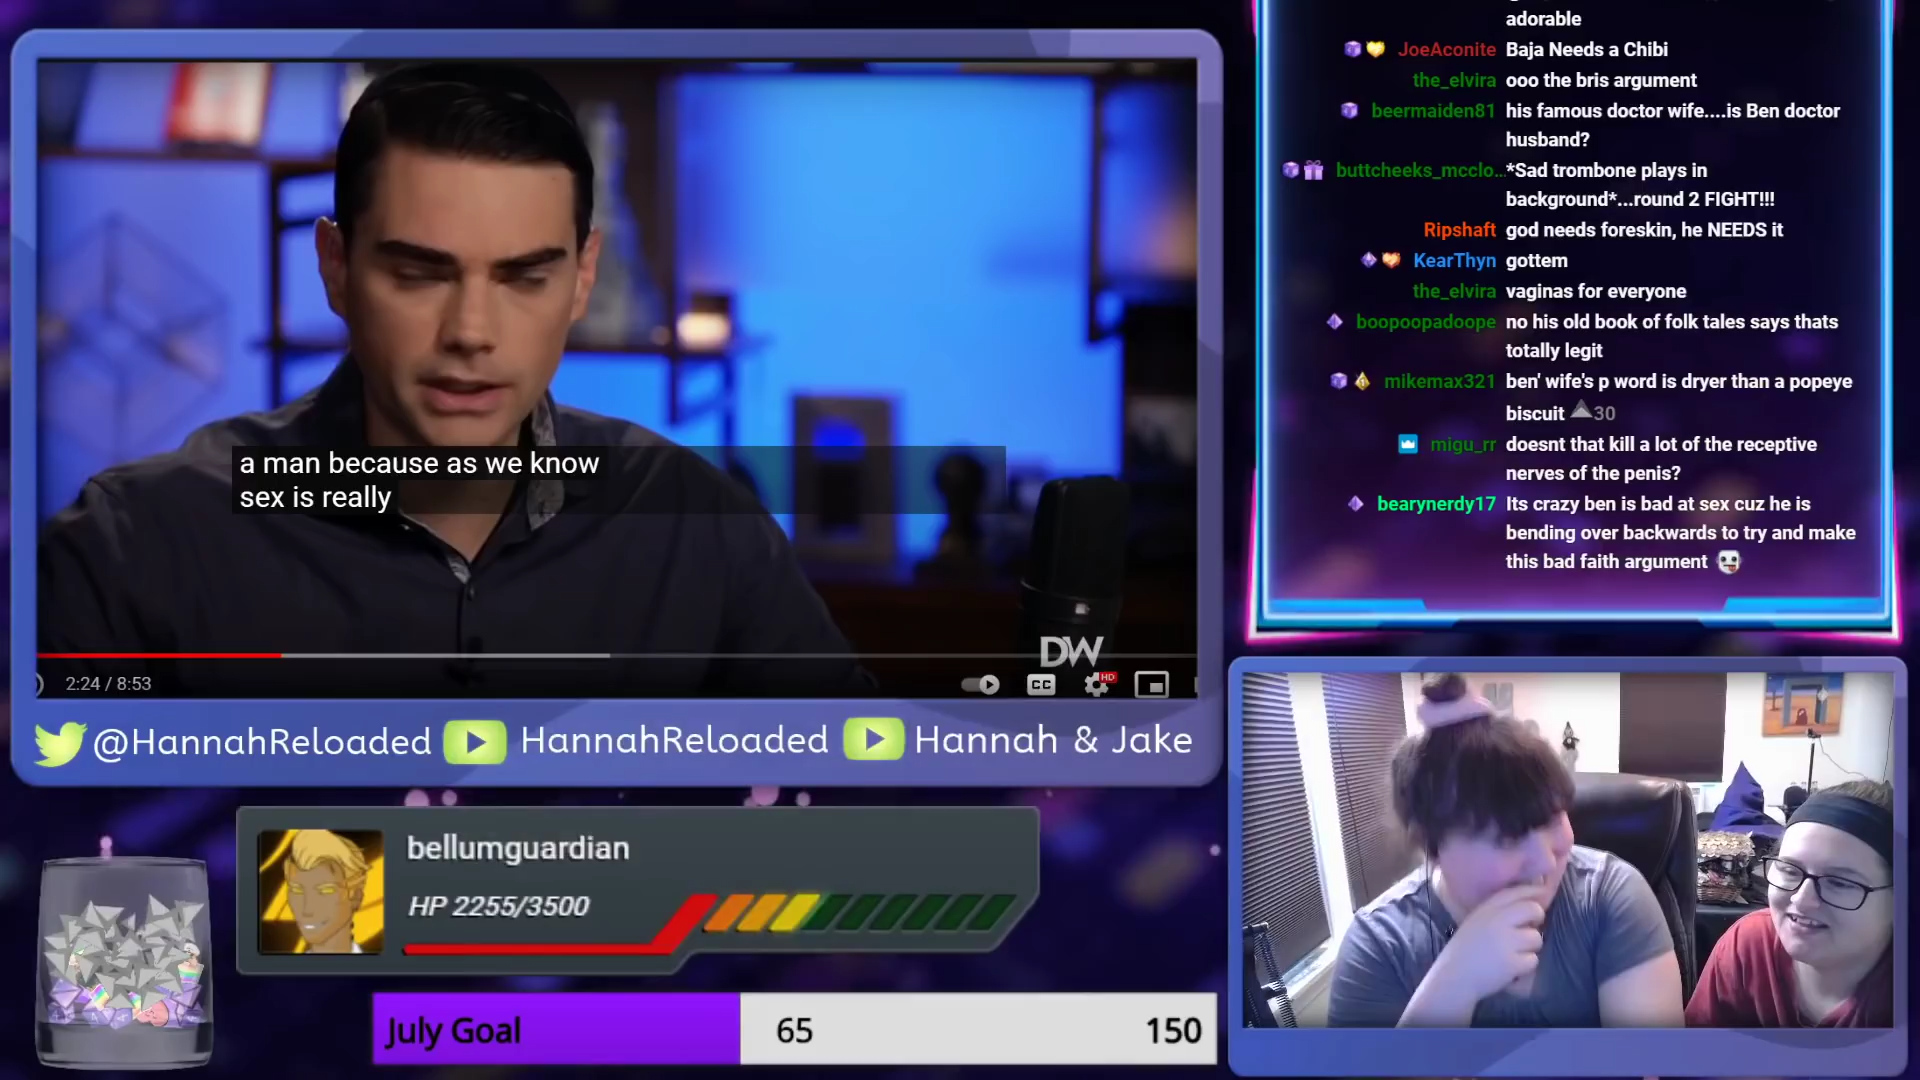 a man because as we know
sex is really
DW
2:24 / 8:53
CC
HD
@HannahReloaded
HannahReloaded
Hannah & Jake
bellumguardian
HP 2255/3500
July Goal
65
150
adorable
JoeAconite Baja Needs a Chibi
the_elvira ooo the bris argument
beermaiden81 his famous doctor wife....is Ben doctor
husband?
buttcheeks_mcclo... *Sad trombone plays in
background*...round 2 FIGHT!!!
Ripshaft god needs foreskin, he NEEDS it
KearThyn gottem
the_elvira vaginas for everyone
boopoopadoope no his old book of folk tales says thats
totally legit
mikemax321 ben' wife's p word is dryer than a popeye
biscuit 30
migu_rr doesnt that kill a lot of the receptive
nerves of the penis?
bearynerdy17 Its crazy ben is bad at sex cuz he is
bending over backwards to try and make
this bad faith argument